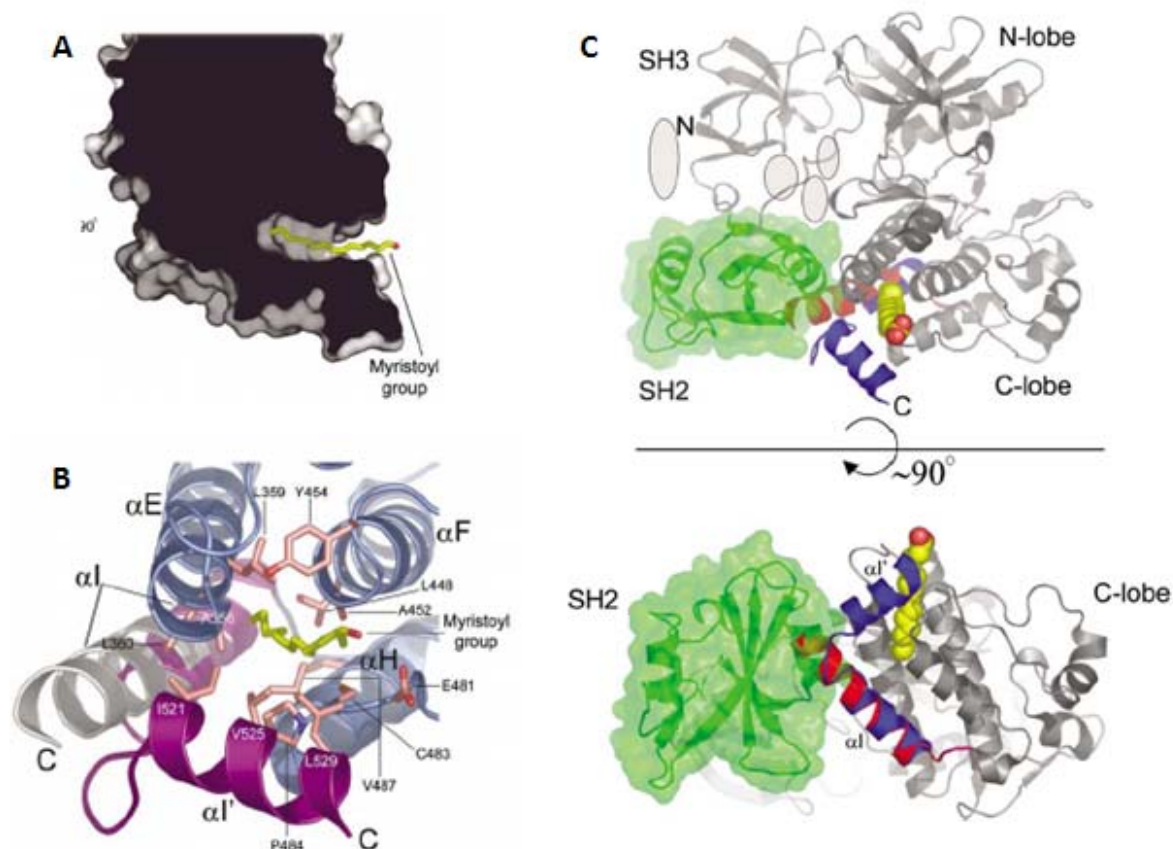 A
90°
Myristoyl
group
B
αE
L359
Y454
αF
αI
L448
A452
Myristoyl
group
L360
αH
E481
I521
V525
L529
C483
C
V487
αI'
C
P484
C
SH3
N-lobe
N
SH2
C-lobe
C
~90°
SH2
αI'
C-lobe
αI